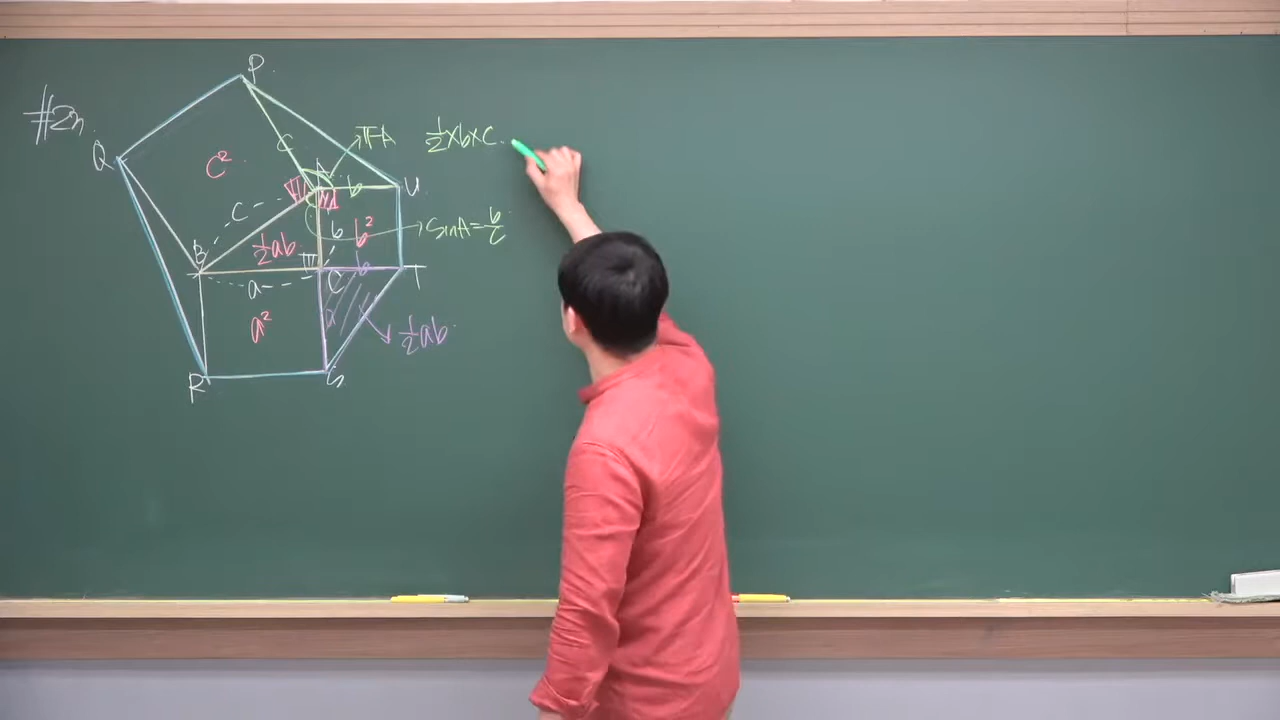 #2n.
P.
Q
c²
c
A
π-A
½×b×c.
b
U
c
b
b²
sinA=b/c
B
½ab
b
a
C
T
a²
a
½ab.
R
S